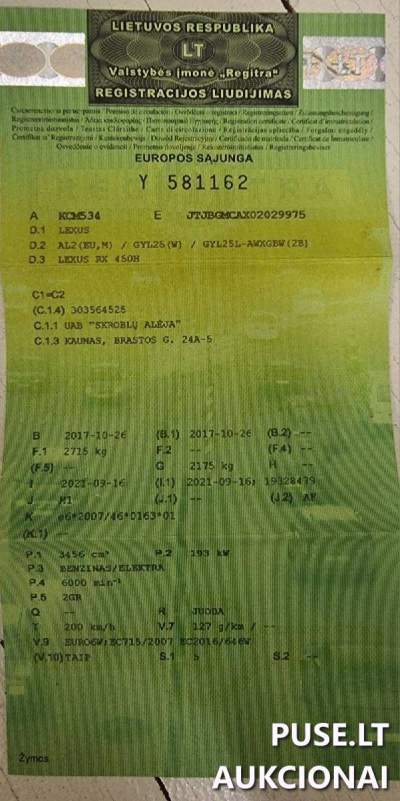 LIETUVOS RESPUBLIKA
LT
Valstybės įmonė „Regitra“
REGISTRACIJOS LIUDIJIMAS
EUROPOS SĄJUNGA
Y 581162
A KCM534 E JTJBGMCAX02029975
D.1 LEXUS
D.2 AL2(EU,M) / GYL25(W) / GYL25L-AWXGBW(2B)
D.3 LEXUS RX 450H
C1=C2
(C.1.4) 303564525
C.1.1 UAB "SKROBLŲ ALĖJA"
C.1.3 KAUNAS, BRASTOS G. 24A-5
B 2017-10-26 (B.1) 2017-10-26 (B.2) --
F.1 2715 kg F.2 -- (F.4) --
(F.5) -- G 2175 kg H --
I 2021-09-16 (I.1) 2021-09-16; 19328479
J M1 (J.1) -- (J.2) AF
K e6*2007/46*0163*01
(K.1) --
P.1 3456 cm³ P.2 193 kW
P.3 BENZINAS/ELEKTRA
P.4 6000 min⁻¹
P.5 2GR
Q -- R JUODA
T 200 km/h V.7 127 g/km / --
V.9 EURO6W;EC715/2007 EC2016/646W
(V.10) TAIP S.1 5 S.2 --
Žymos
PUSE.LT
AUKCIONAI